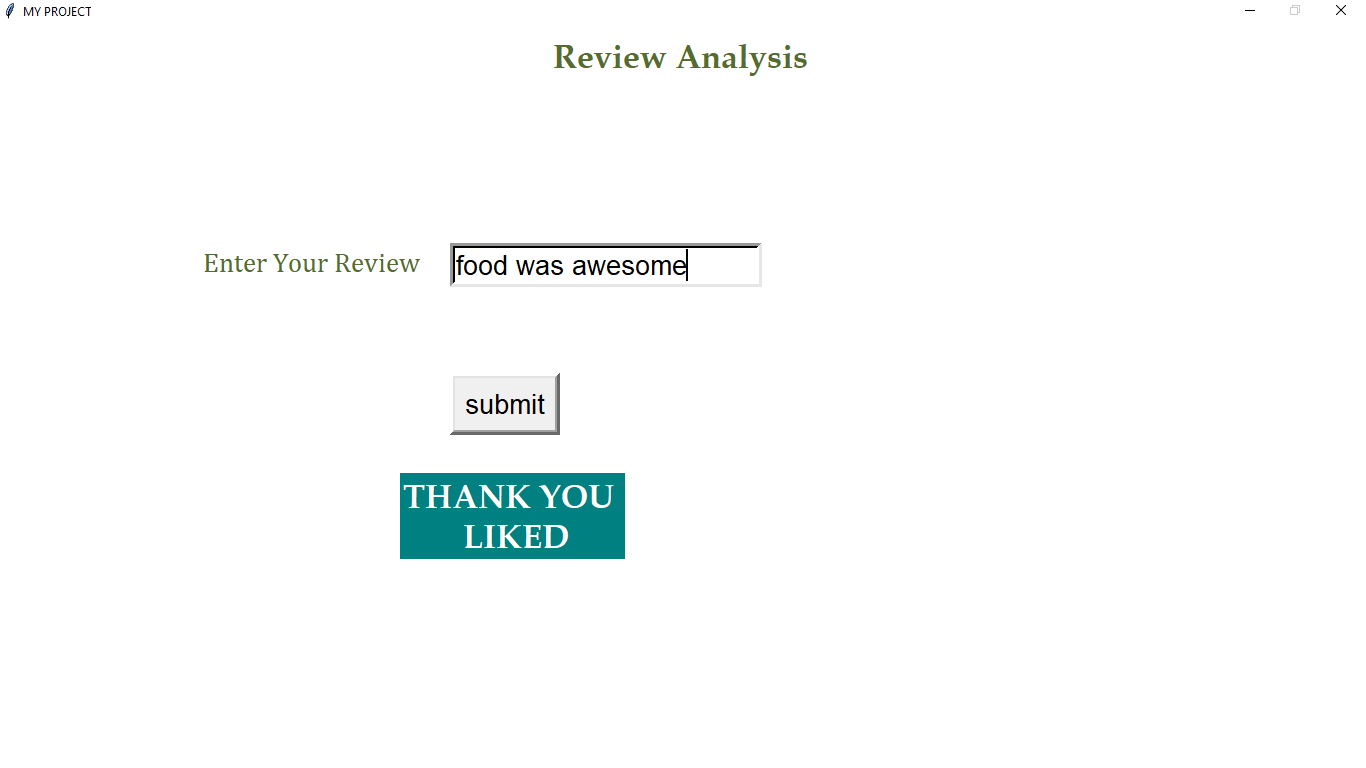 MY PROJECT
Review Analysis
Enter Your Review
food was awesome
submit
THANK YOU
LIKED